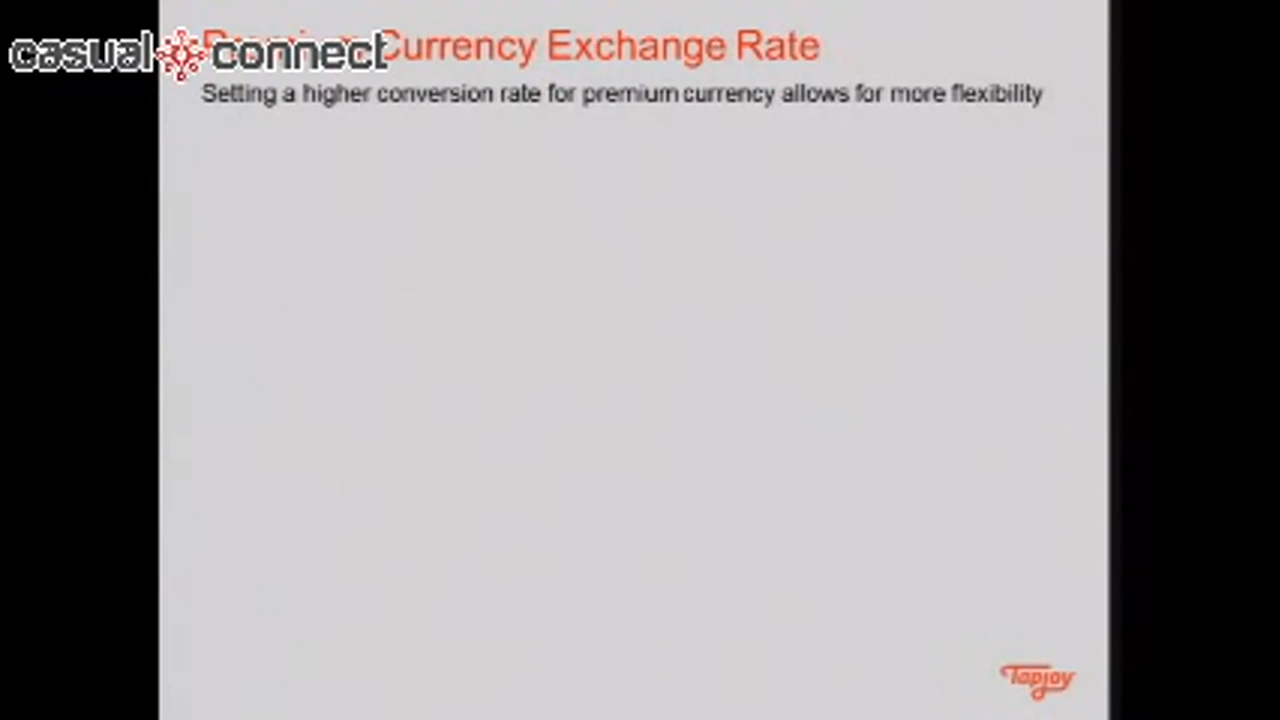 casual connect
Currency Exchange Rate
Setting a higher conversion rate for premium currency allows for more flexibility
Tapjoy